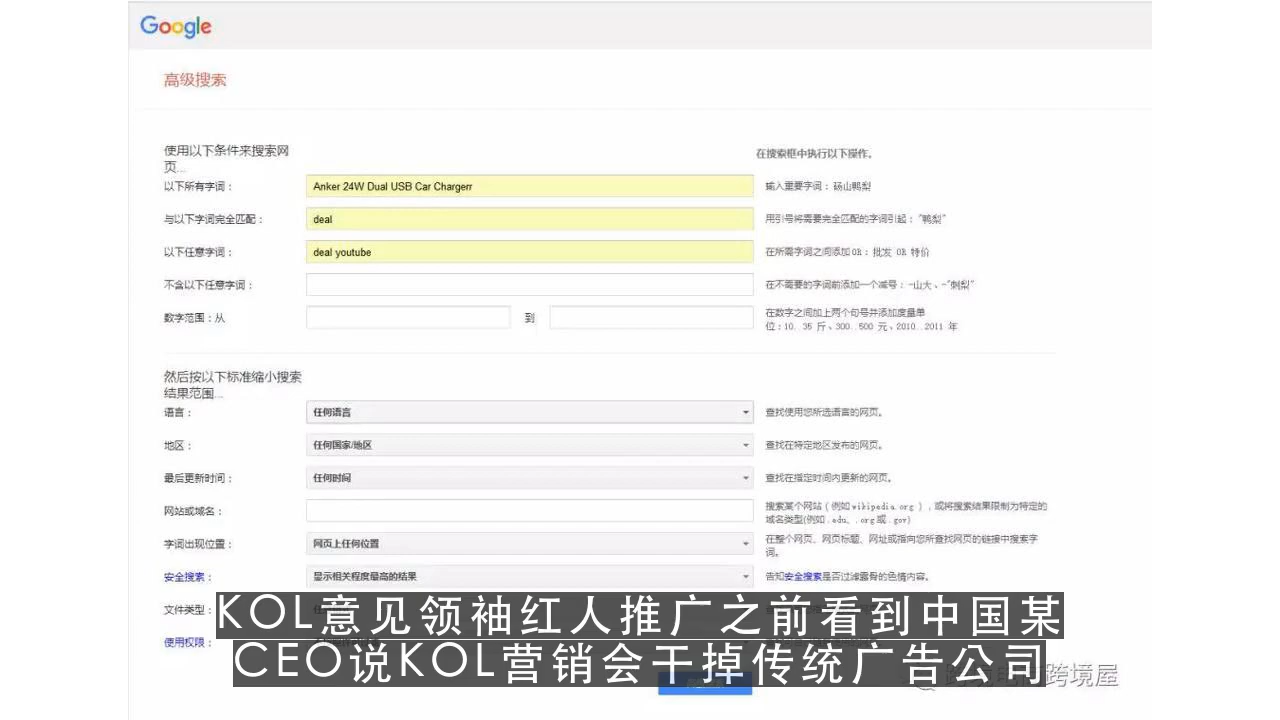 Google
高级搜索
使用以下条件来搜索网
页...
在搜索框中执行以下操作。
以下所有字词：
Anker 24W Dual USB Car Chargerr
输入重要字词： 砀山鸭梨
与以下字词完全匹配：
deal
用引号将需要完全匹配的字词引起： "鸭梨"
以下任意字词：
deal youtube
在所需字词之间添加 OR： 批发 OR 特价
不含以下任意字词：
在不需要的字词前添加一个减号： -山大、-"刺梨"
数字范围：从
到
在数字之间加上两个句号并添加度量单
位：10..35 斤、300..500 元、2010..2011 年
然后按以下标准缩小搜索
结果范围...
语言：
任何语言
查找使用您所选语言的网页。
地区：
任何国家/地区
查找在特定地区发布的网页。
最后更新时间：
任何时间
查找在指定时间内更新的网页。
网站或域名：
搜索某个网站（例如 wikipedia.org ），或将搜索结果限制为特定的
域名类型(例如 .edu、.org 或 .gov)
字词出现位置：
网页上任何位置
在整个网页、网页标题、网址或指向您所查找网页的链接中搜索字
词。
安全搜索：
显示相关程度最高的结果
告知安全搜索是否过滤露骨的色情内容。
文件类型：
KOL意见领袖红人推广之前看到中国某
使用权限：
CEO说KOL营销会干掉传统广告公司
跨境屋